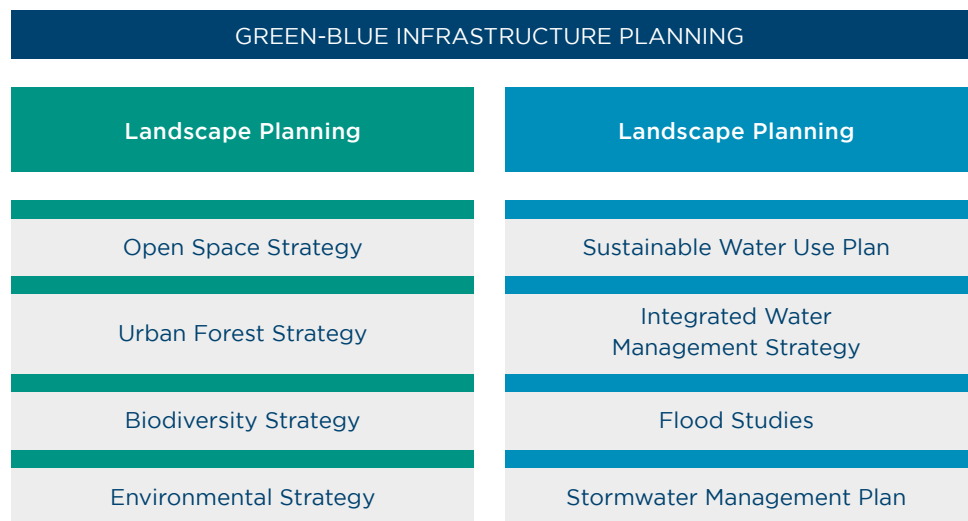 GREEN-BLUE INFRASTRUCTURE PLANNING
Landscape Planning
Open Space Strategy
Urban Forest Strategy
Biodiversity Strategy
Environmental Strategy
Landscape Planning
Sustainable Water Use Plan
Integrated Water
Management Strategy
Flood Studies
Stormwater Management Plan